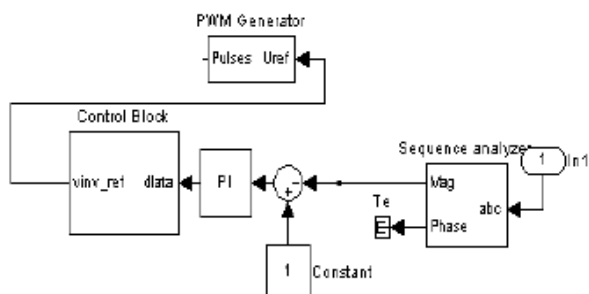 PWM Generator
Pulses Uref
Control Block
vinv_ref dlata
PI
- +
1
Constant
Sequence analyzer
Mag
abc
Phase
1
In1
Te
E